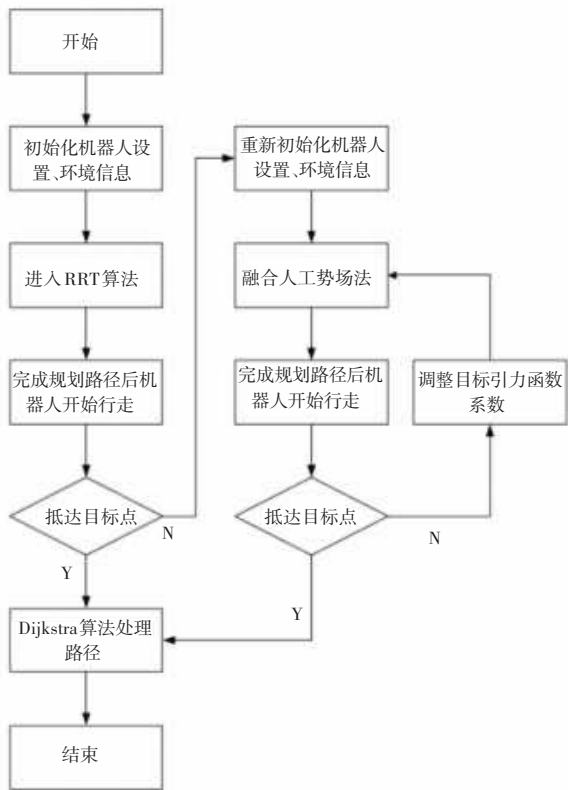 开始
初始化机器人设
置、环境信息
进入RRT算法
完成规划路径后机
器人开始行走
抵达目标点
N
Y
Dijkstra算法处理
路径
结束
重新初始化机器人
设置、环境信息
融合人工势场法
完成规划路径后机
器人开始行走
抵达目标点
N
Y
调整目标引力函数
系数